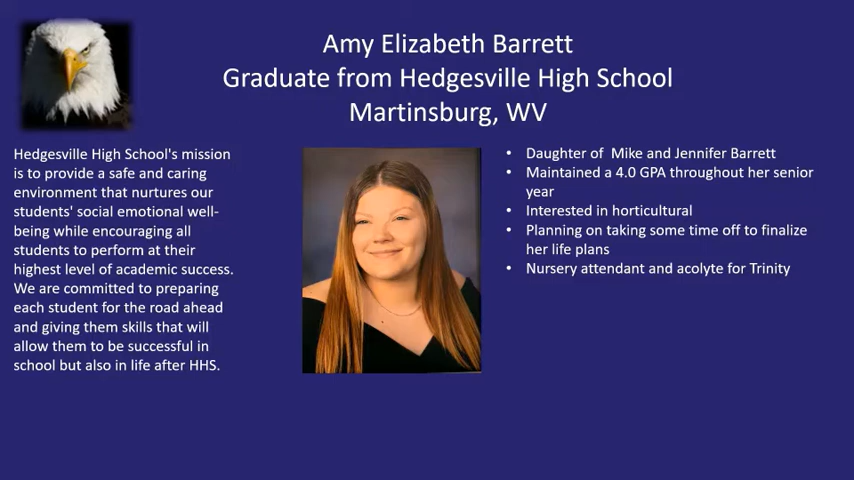 Amy Elizabeth Barrett
Graduate from Hedgesville High School
Martinsburg, WV
Hedgesville High School's mission
is to provide a safe and caring
environment that nurtures our
students' social emotional well-
being while encouraging all
students to perform at their
highest level of academic success.
We are committed to preparing
each student for the road ahead
and giving them skills that will
allow them to be successful in
school but also in life after HHS.
• Daughter of Mike and Jennifer Barrett
• Maintained a 4.0 GPA throughout her senior
year
• Interested in horticultural
• Planning on taking some time off to finalize
her life plans
• Nursery attendant and acolyte for Trinity